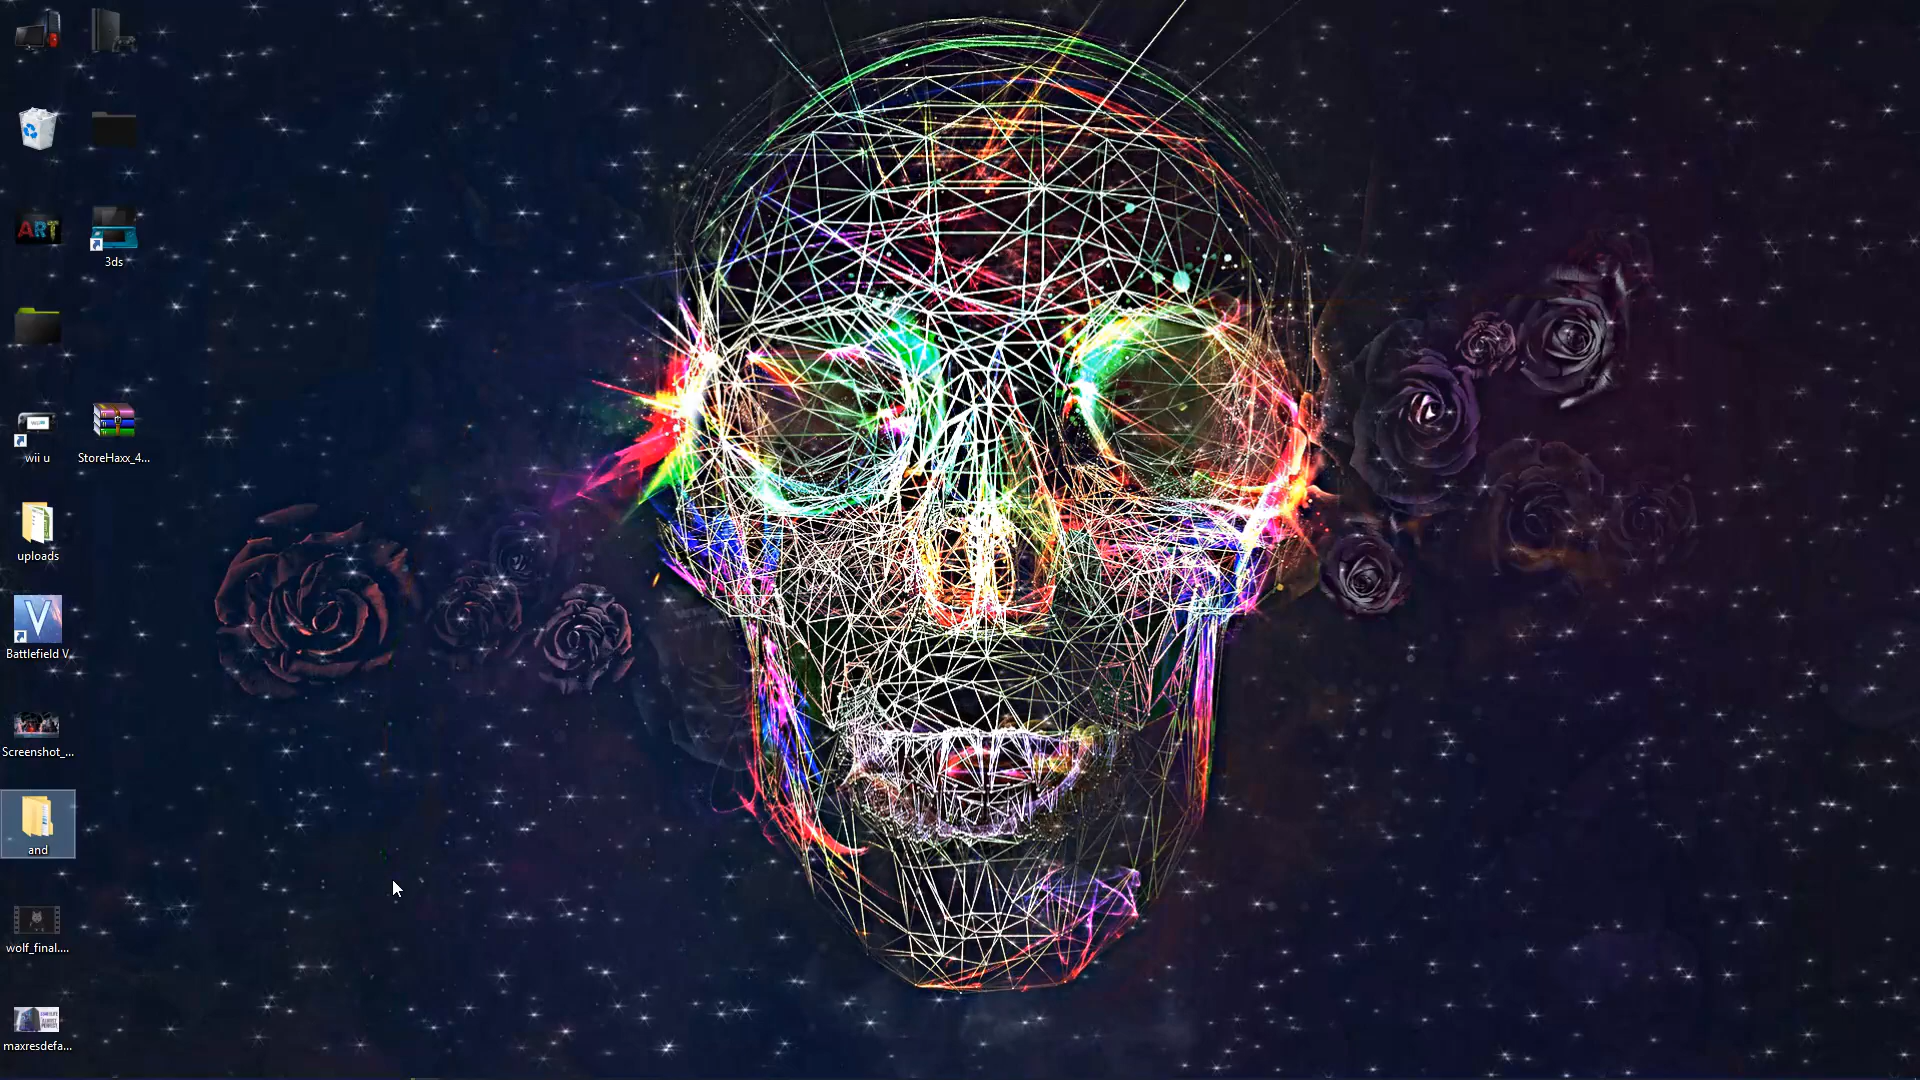 ART
3ds
wii u
StoreHaxx_4...
uploads
V
Battlefield V
Screenshot_...
and
wolf_final....
maxresdefa...